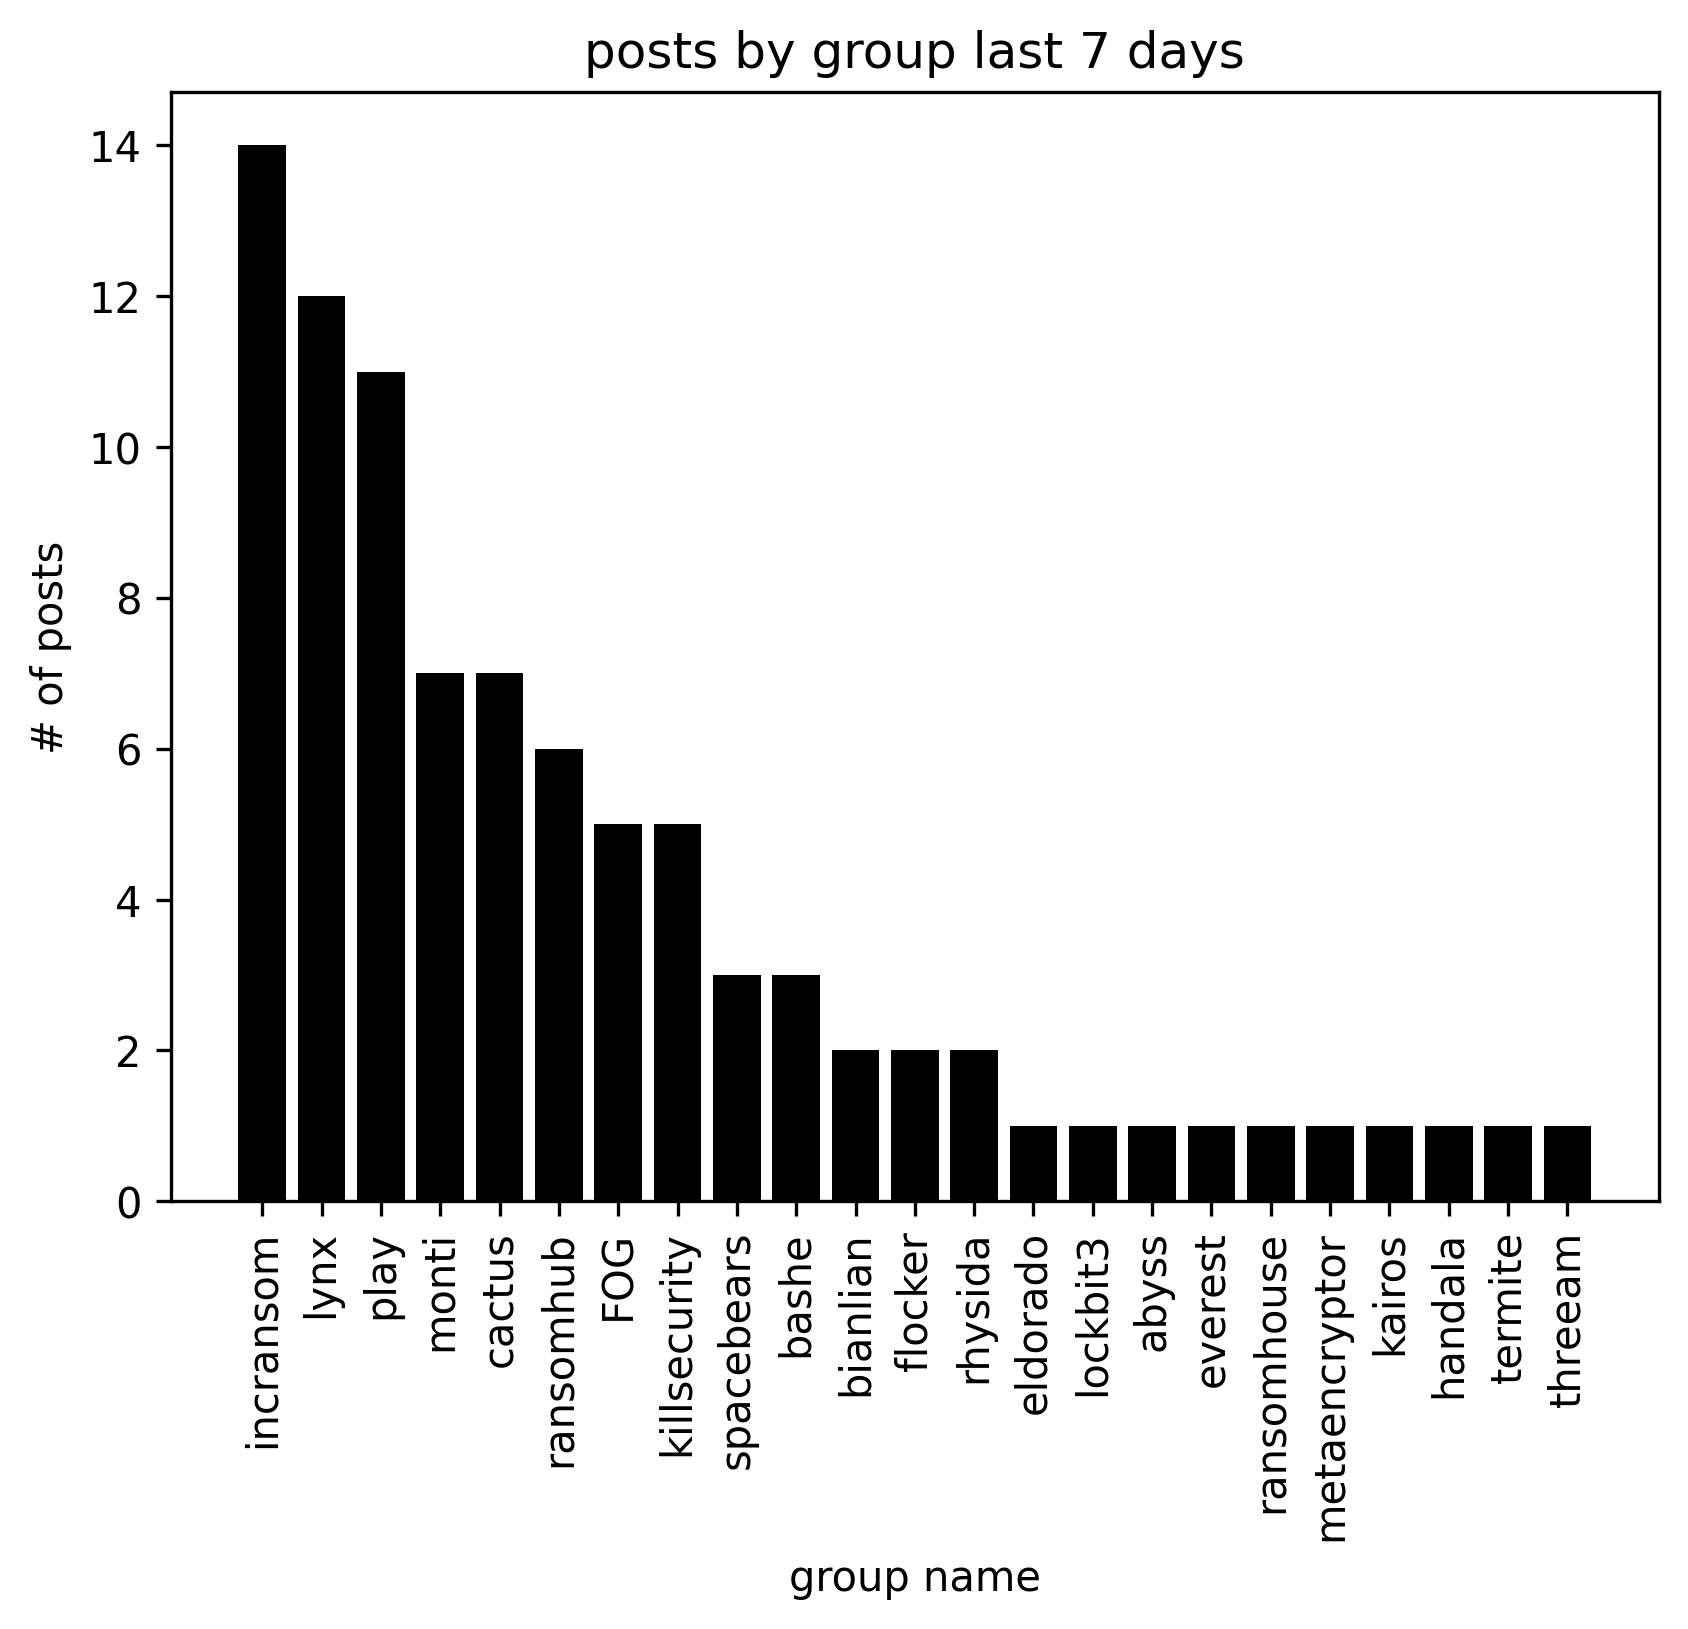 posts by group last 7 days
# of posts
14
12
10
8
6
4
2
0
incransom
lynx
play
monti
cactus
ransomhub
FOG
killsecurity
spacebears
bashe
bianlian
flocker
rhysida
eldorado
lockbit3
abyss
everest
ransomhouse
metaencryptor
kairos
handala
termite
threeam
group name